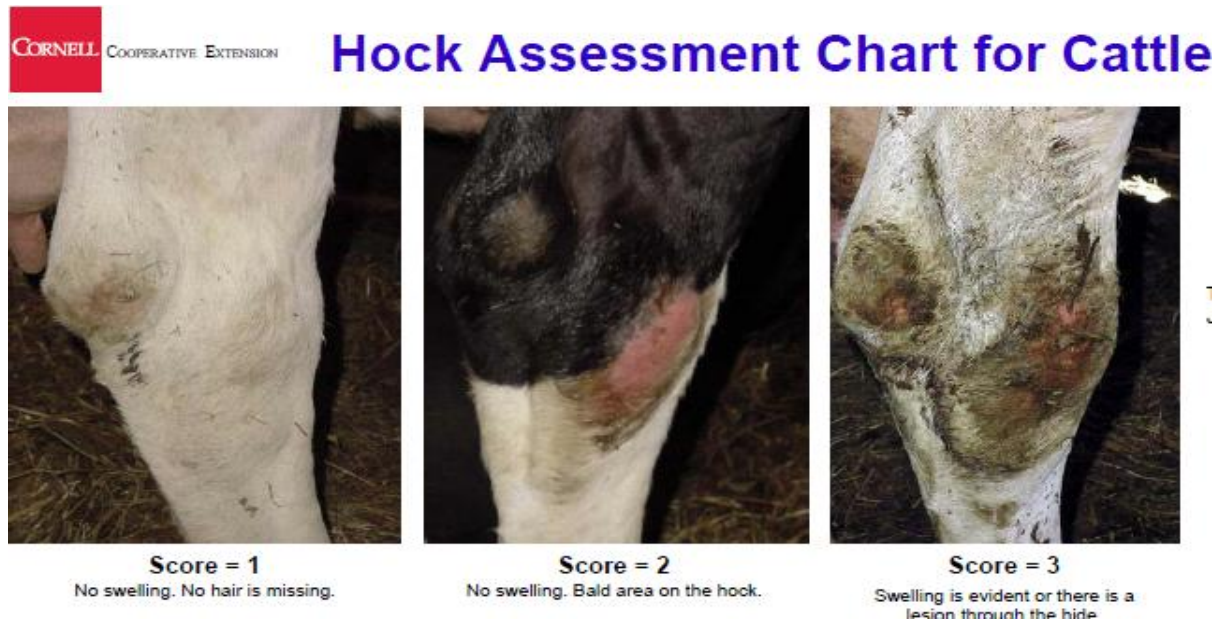 CORNELL COOPERATIVE EXTENSION
Hock Assessment Chart for Cattle
Score = 1
No swelling. No hair is missing.
Score = 2
No swelling. Bald area on the hock.
Score = 3
Swelling is evident or there is a
lesion through the hide